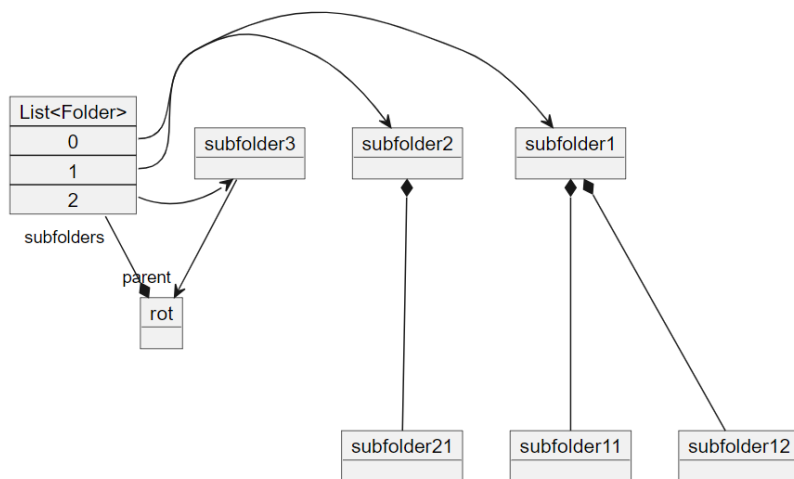 List<Folder>
0
1
2
subfolder3
subfolder2
subfolder1
subfolders
parent
rot
subfolder21
subfolder11
subfolder12